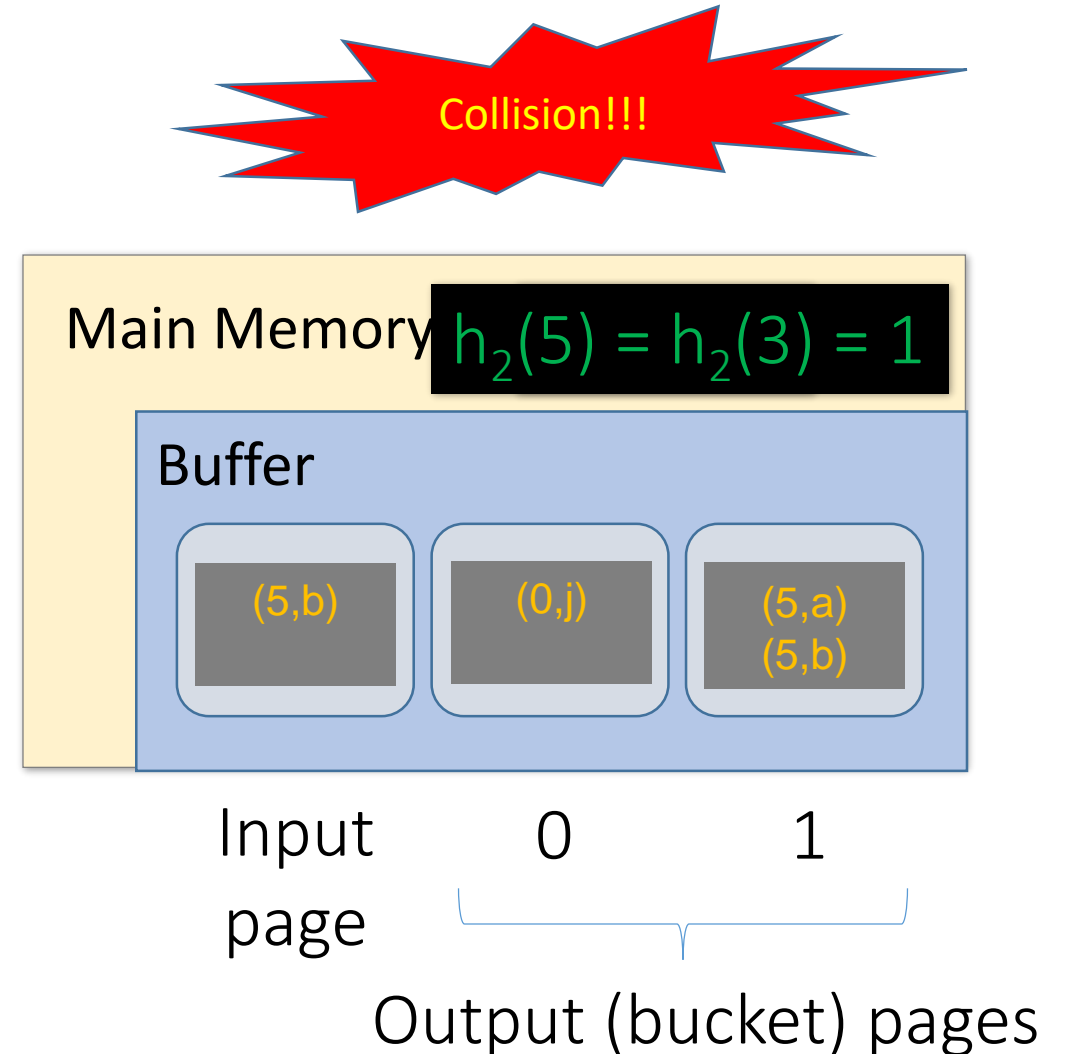 Collision!!!
Main Memory
h₂(5) = h₂(3) = 1
Buffer
(5,b)
(0,j)
(5,a)
(5,b)
Input
page
0
1
Output (bucket) pages